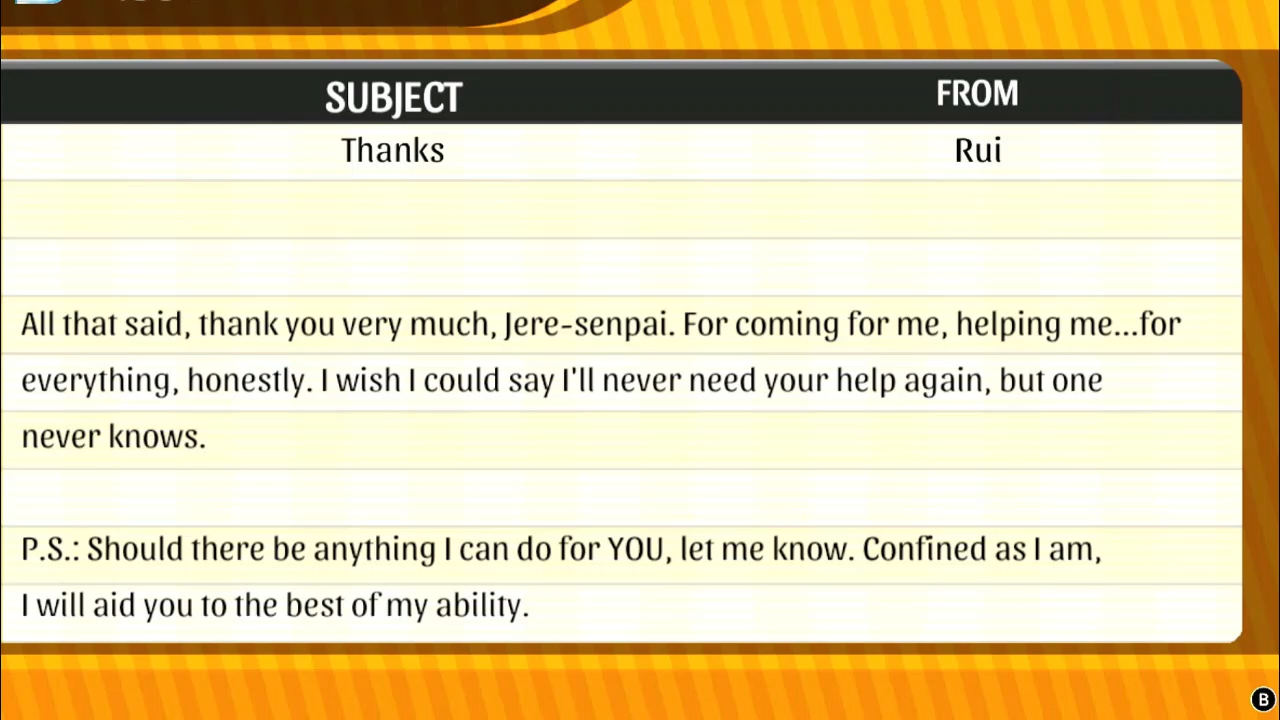 SUBJECT FROM
Thanks Rui
All that said, thank you very much, Jere-senpai. For coming for me, helping me...for
everything, honestly. I wish I could say I'll never need your help again, but one
never knows.
P.S.: Should there be anything I can do for YOU, let me know. Confined as I am,
I will aid you to the best of my ability.
B